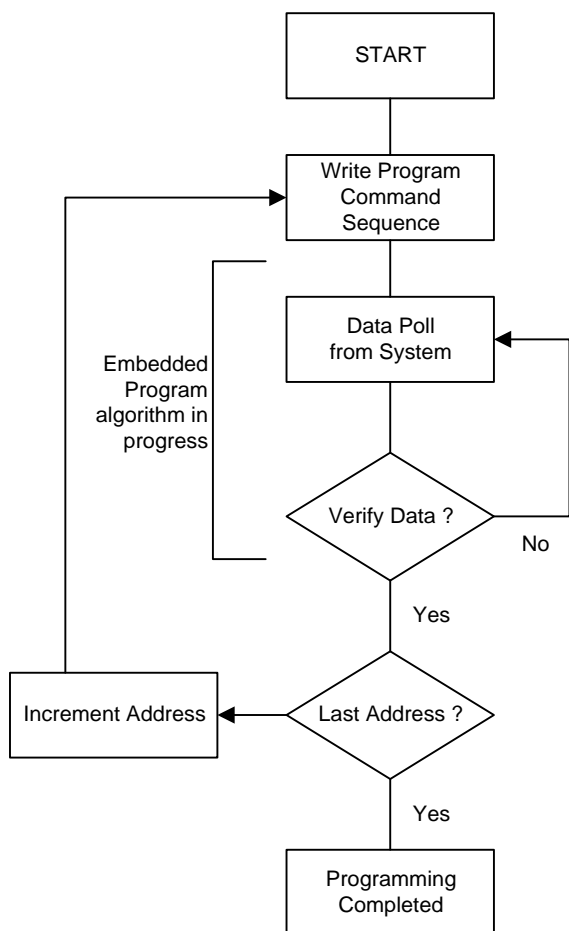 START
Write Program
Command
Sequence
Data Poll
from System
Embedded
Program
algorithm in
progress
Verify Data ?
No
Yes
Increment Address
Last Address ?
Yes
Programming
Completed